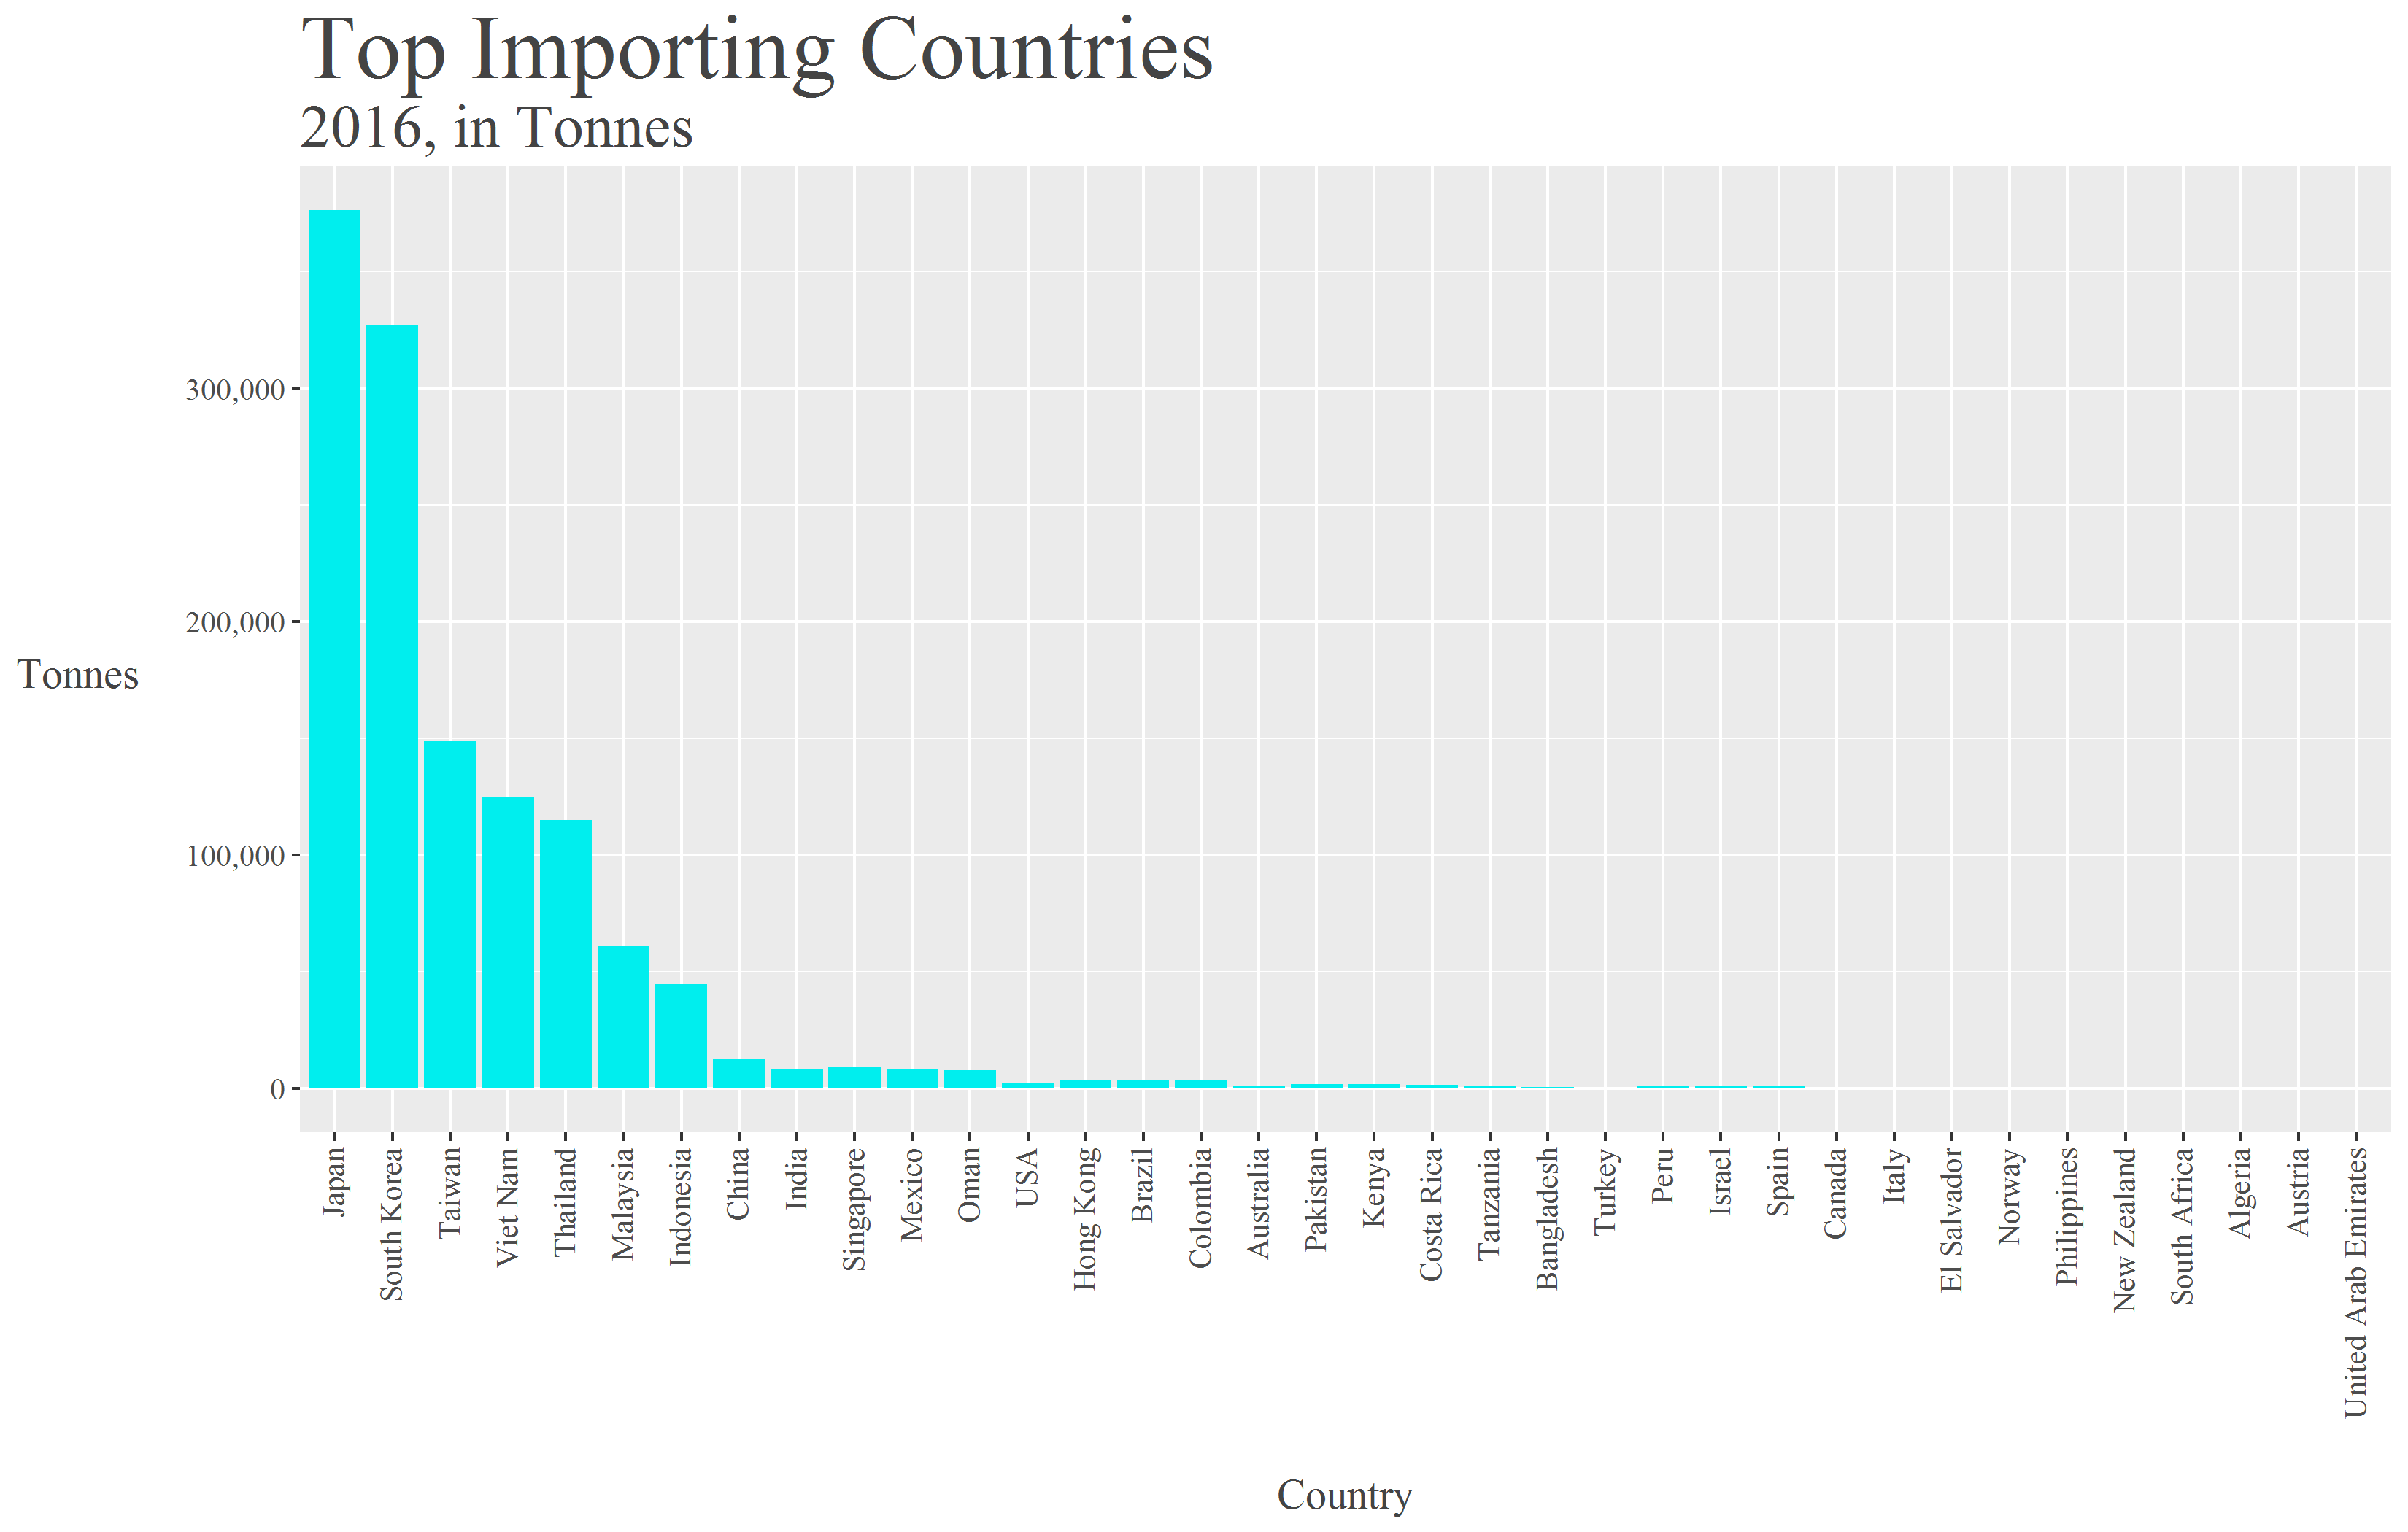 Top Importing Countries
2016, in Tonnes
Tonnes
300,000
200,000
100,000
0
Japan
South Korea
Taiwan
Viet Nam
Thailand
Malaysia
Indonesia
China
India
Singapore
Mexico
Oman
USA
Hong Kong
Brazil
Colombia
Australia
Pakistan
Kenya
Costa Rica
Tanzania
Bangladesh
Turkey
Peru
Israel
Spain
Canada
Italy
El Salvador
Norway
Philippines
New Zealand
South Africa
Algeria
Austria
United Arab Emirates
Country